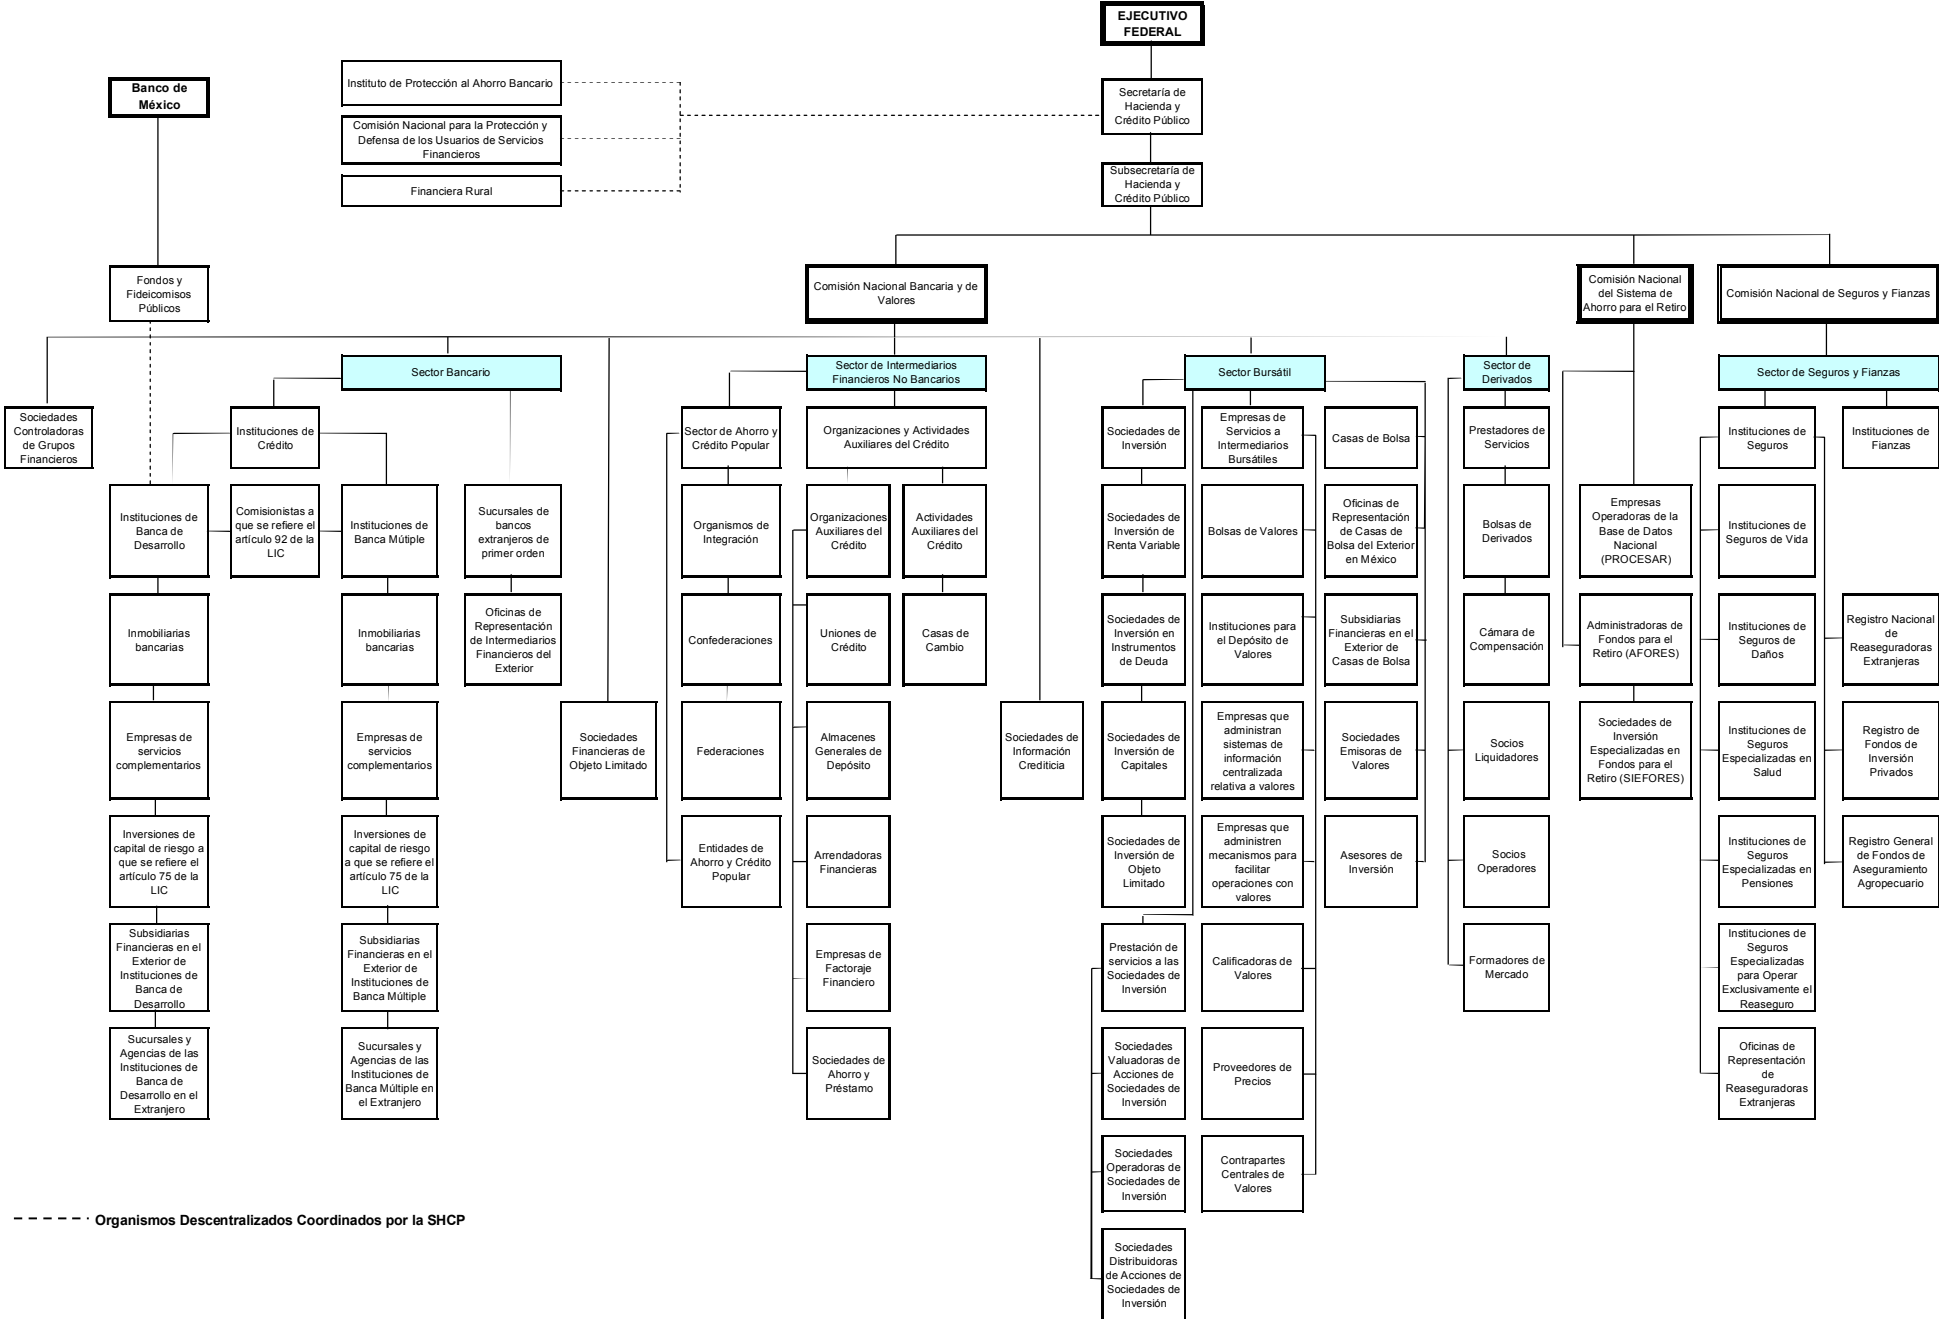 EJECUTIVO
FEDERAL
Banco de
México
Instituto de Protección al Ahorro Bancario
Secretaría de
Hacienda y
Crédito Público
Comisión Nacional para la Protección y
Defensa de los Usuarios de Servicios
Financieros
Financiera Rural
Subsecretaría de
Hacienda y
Crédito Público
Fondos y
Fideicomisos
Públicos
Comisión Nacional Bancaria y de
Valores
Comisión Nacional
del Sistema de
Ahorro para el Retiro
Comisión Nacional de Seguros y Fianzas
Sector Bancario
Sector de Intermediarios
Financieros No Bancarios
Sector Bursátil
Sector de
Derivados
Sector de Seguros y Fianzas
Sociedades
Controladoras
de Grupos
Financieros
Instituciones de
Crédito
Sector de Ahorro y
Crédito Popular
Organizaciones y Actividades
Auxiliares del Crédito
Sociedades de
Inversión
Empresas de
Servicios a
Intermediarios
Bursátiles
Casas de Bolsa
Prestadores de
Servicios
Instituciones de
Seguros
Instituciones de
Fianzas
Instituciones de
Banca de
Desarrollo
Comisionistas a
que se refiere el
artículo 92 de la
LIC
Instituciones de
Banca Mútiple
Sucursales de
bancos
extranjeros de
primer orden
Organismos de
Integración
Organizaciones
Auxiliares del
Crédito
Actividades
Auxiliares del
Crédito
Sociedades de
Inversión de
Renta Variable
Bolsas de Valores
Oficinas de
Representación
de Casas de
Bolsa del Exterior
en México
Bolsas de
Derivados
Empresas
Operadoras de la
Base de Datos
Nacional
(PROCESAR)
Instituciones de
Seguros de Vida
Inmobiliarias
bancarias
Inmobiliarias
bancarias
Oficinas de
Representación
de Intermediarios
Financieros del
Exterior
Confederaciones
Uniones de
Crédito
Casas de
Cambio
Sociedades de
Inversión en
Instrumentos
de Deuda
Instituciones para
el Depósito de
Valores
Subsidiarias
Financieras en el
Exterior de
Casas de Bolsa
Cámara de
Compensación
Administradoras de
Fondos para el
Retiro (AFORES)
Instituciones de
Seguros de
Daños
Registro Nacional
de
Reaseguradoras
Extranjeras
Empresas de
servicios
complementarios
Empresas de
servicios
complementarios
Sociedades
Financieras de
Objeto Limitado
Federaciones
Almacenes
Generales de
Depósito
Sociedades de
Información
Crediticia
Sociedades de
Inversión de
Capitales
Empresas que
administran
sistemas de
información
centralizada
relativa a valores
Sociedades
Emisoras de
Valores
Socios
Liquidadores
Sociedades de
Inversión
Especializadas en
Fondos para el
Retiro (SIEFORES)
Instituciones de
Seguros
Especializadas en
Salud
Registro de
Fondos de
Inversión
Privados
Inversiones de
capital de riesgo a
que se refiere el
artículo 75 de la
LIC
Inversiones de
capital de riesgo
a que se refiere el
artículo 75 de la
LIC
Entidades de
Ahorro y Crédito
Popular
Arrendadoras
Financieras
Sociedades de
Inversión de
Objeto
Limitado
Empresas que
administren
mecanismos para
facilitar
operaciones con
valores
Asesores de
Inversión
Socios
Operadores
Instituciones de
Seguros
Especializadas en
Pensiones
Registro General
de Fondos de
Aseguramiento
Agropecuario
Subsidiarias
Financieras en el
Exterior de
Instituciones de
Banca de
Desarrollo
Subsidiarias
Financieras en el
Exterior de
Instituciones de
Banca Múltiple
Empresas de
Factoraje
Financiero
Prestación de
servicios a las
Sociedades de
Inversión
Calificadoras de
Valores
Formadores de
Mercado
Instituciones de
Seguros
Especializadas
para Operar
Exclusivamente el
Reaseguro
Sucursales y
Agencias de las
Instituciones de
Banca de
Desarrollo en el
Extranjero
Sucursales y
Agencias de las
Instituciones de
Banca Múltiple en
el Extranjero
Sociedades de
Ahorro y
Préstamo
Sociedades
Valuadoras de
Acciones de
Sociedades de
Inversión
Proveedores de
Precios
Oficinas de
Representación
de
Reaseguradoras
Extranjeras
Sociedades
Operadoras de
Sociedades de
Inversión
Contrapartes
Centrales de
Valores
Organismos Descentralizados Coordinados por la SHCP
Sociedades
Distribuidoras
de Acciones de
Sociedades de
Inversión